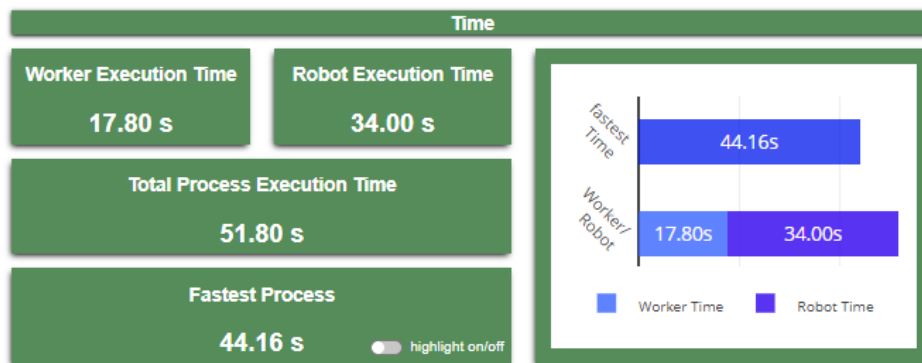 Time
Worker Execution Time
17.80 s
Robot Execution Time
34.00 s
Total Process Execution Time
51.80 s
Fastest Process
44.16 s
highlight on/off
fastest
Time
44.16s
Worker/
Robot
17.80s
34.00s
Worker Time
Robot Time